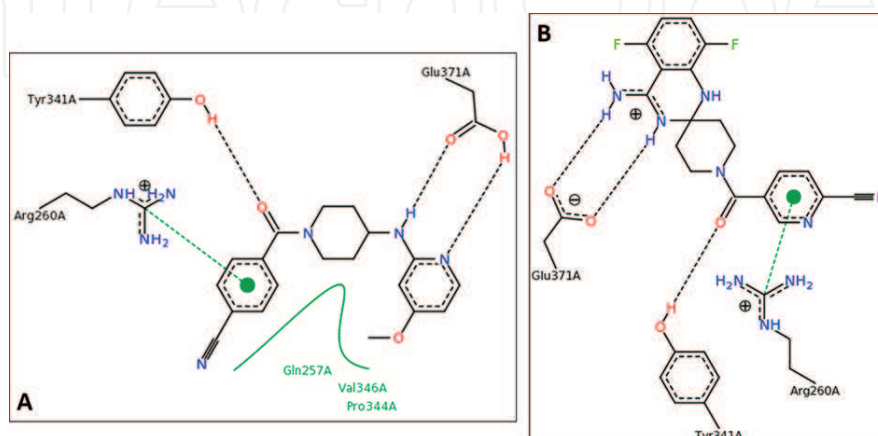 A
Tyr341A
O
H
Glu371A
O
O
H
Arg260A
NH
H₂N
NH₂
O
N
H
N
N
O
N
Gln257A
Val346A
Pro344A
B
F
F
H
H
N
NH
N
H
O
O
Glu371A
N
O
N
H₂N
NH₂
NH
Arg260A
H
O
Tyr341A